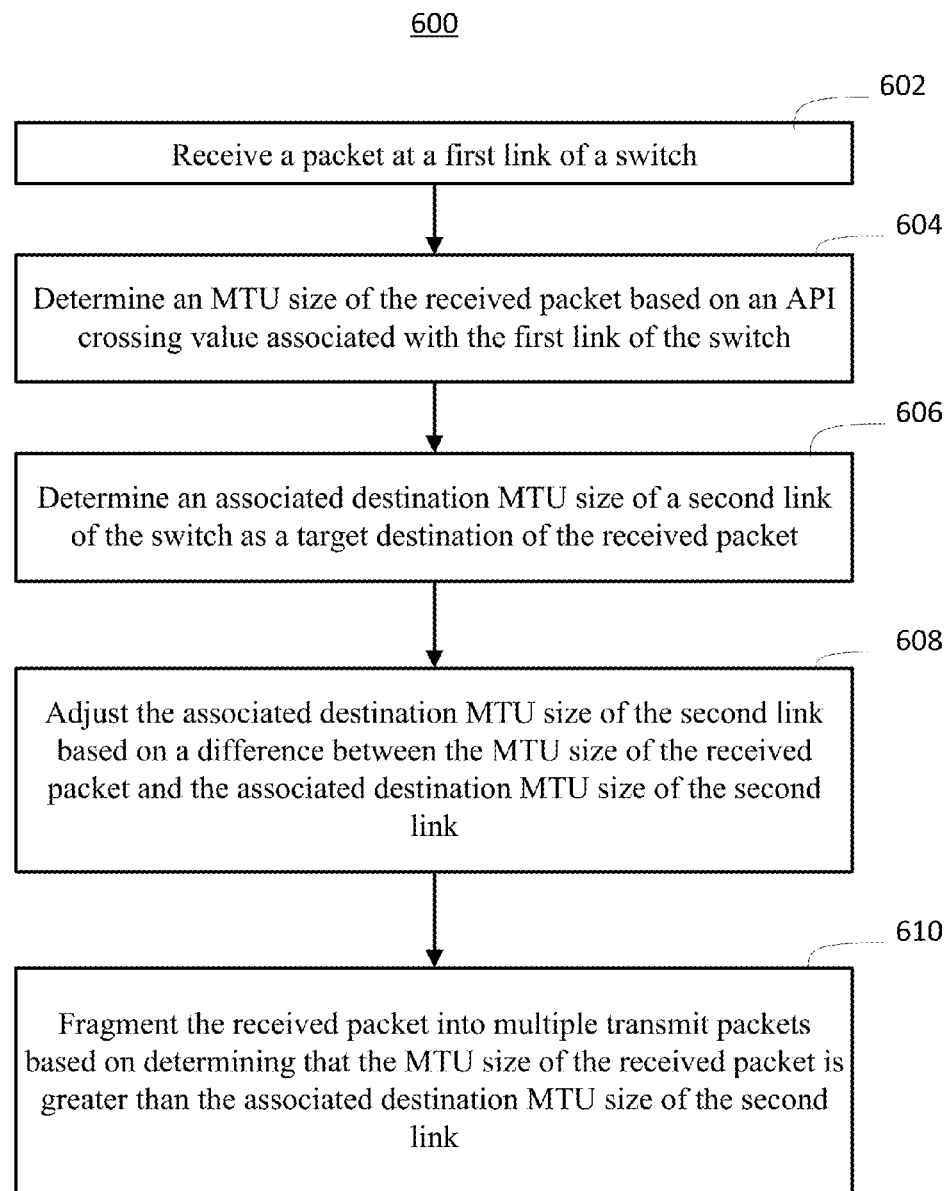 600
602
Receive a packet at a first link of a switch
604
Determine an MTU size of the received packet based on an API
crossing value associated with the first link of the switch
606
Determine an associated destination MTU size of a second link
of the switch as a target destination of the received packet
608
Adjust the associated destination MTU size of the second link
based on a difference between the MTU size of the received
packet and the associated destination MTU size of the second
link
610
Fragment the received packet into multiple transmit packets
based on determining that the MTU size of the received packet is
greater than the associated destination MTU size of the second
link